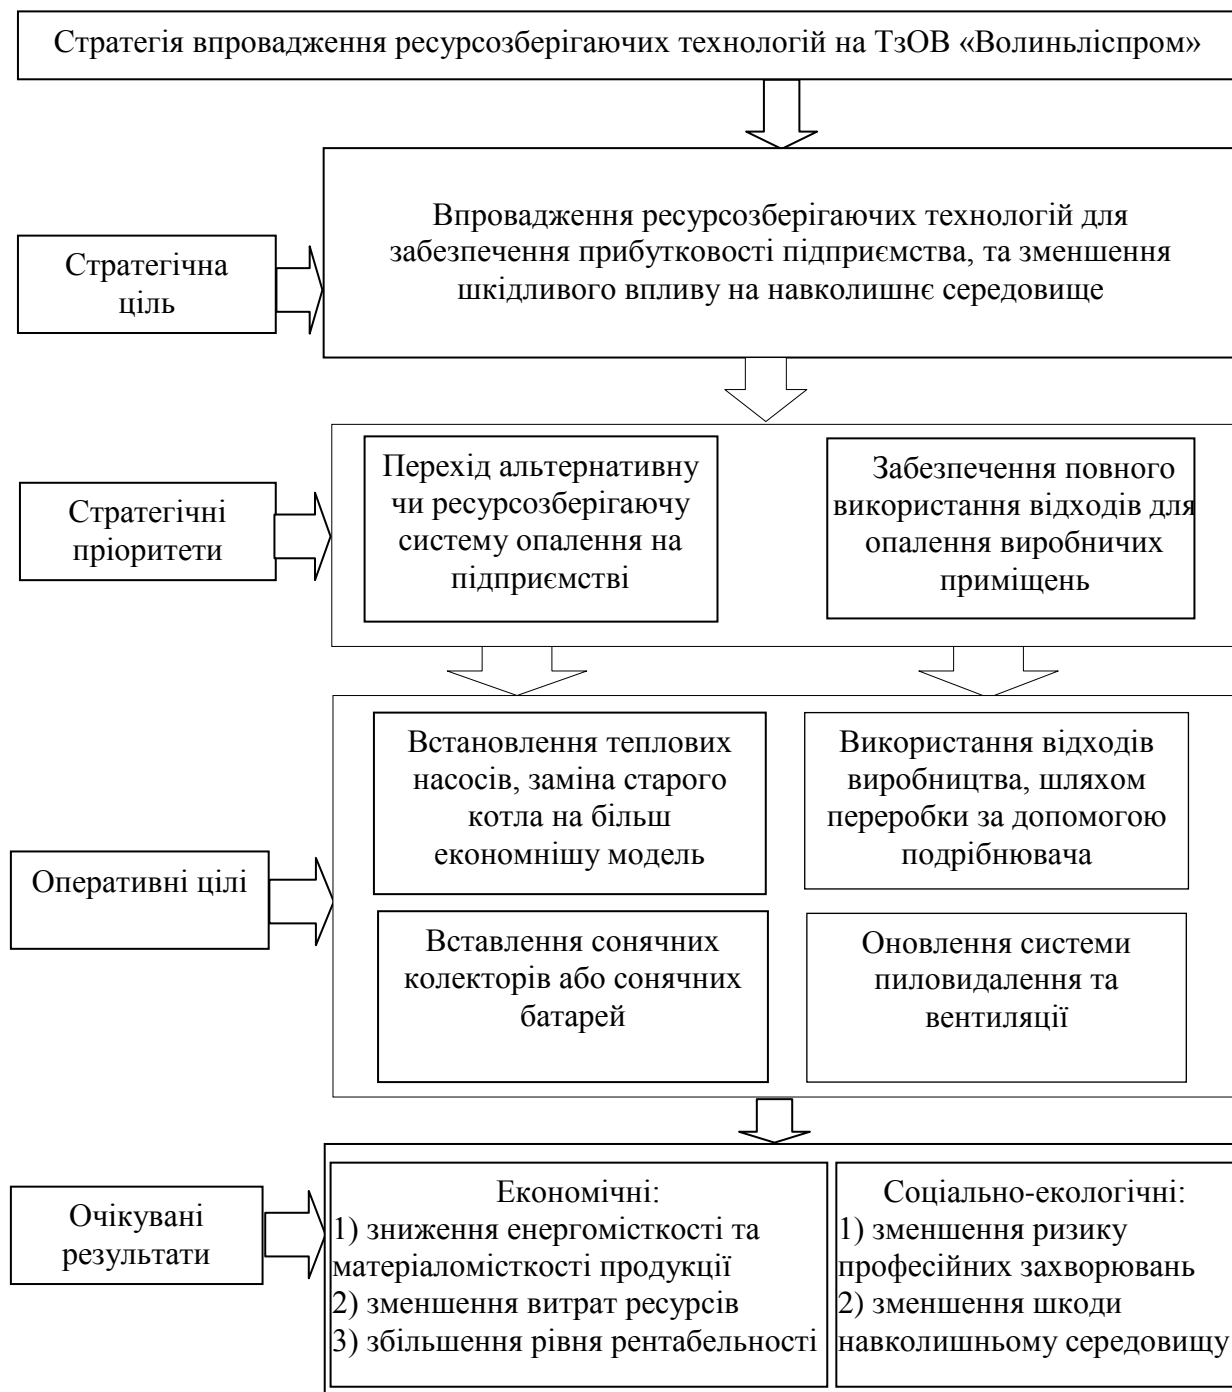 Стратегія впровадження ресурсозберігаючих технологій на ТзОВ «Волиньліспром»
Стратегічна
ціль
Впровадження ресурсозберігаючих технологій для
забезпечення прибутковості підприємства, та зменшення
шкідливого впливу на навколишнє середовище
Стратегічні
пріоритети
Перехід альтернативну
чи ресурсозберігаючу
систему опалення на
підприємстві
Забезпечення повного
використання відходів для
опалення виробничих
приміщень
Оперативні цілі
Встановлення теплових
насосів, заміна старого
котла на більш
економнішу модель
Використання відходів
виробництва, шляхом
переробки за допомогою
подрібнювача
Вставлення сонячних
колекторів або сонячних
батарей
Оновлення системи
пиловидалення та
вентиляції
Очікувані
результати
Економічні:
1) зниження енергомісткості та
матеріаломісткості продукції
2) зменшення витрат ресурсів
3) збільшення рівня рентабельності
Соціально-екологічні:
1) зменшення ризику
професійних захворювань
2) зменшення шкоди
навколишньому середовищу